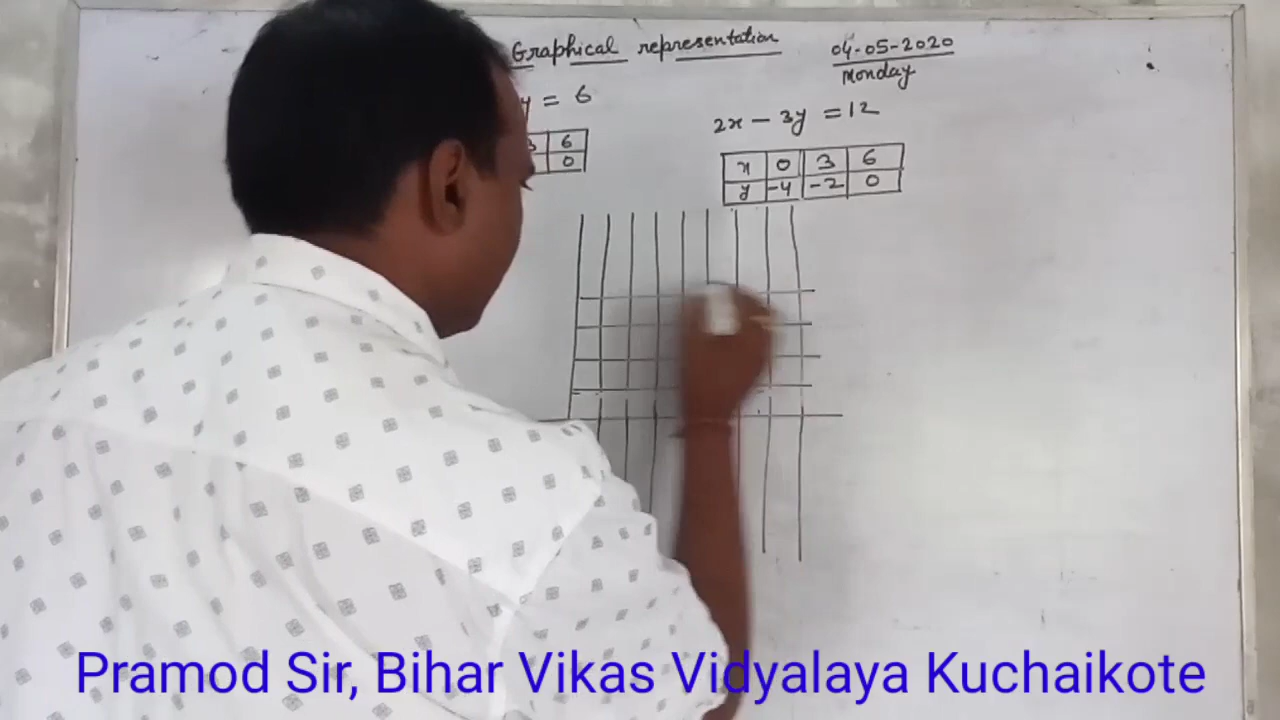 Graphical representation
04-05-2020
Monday
y = 6
2x - 3y = 12
3 6
0
x 0 3 6
y -4 -2 0
Pramod Sir, Bihar Vikas Vidyalaya Kuchaikote